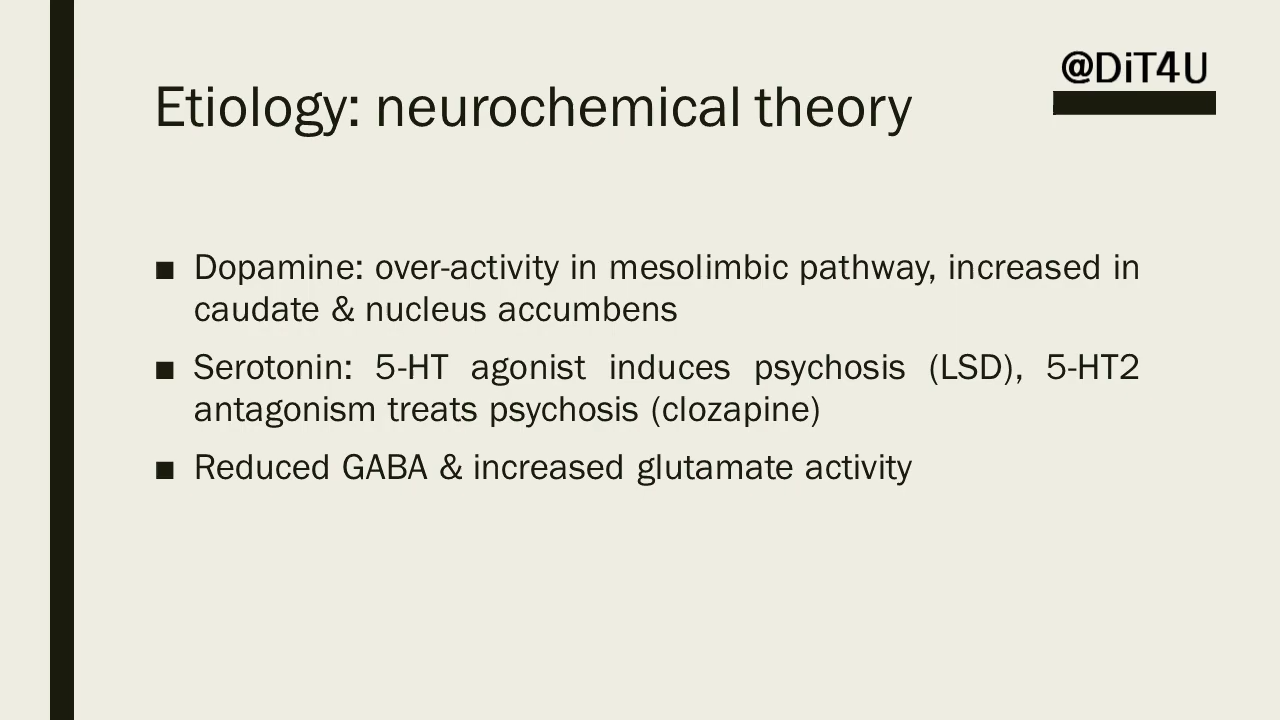 @DiT4U
Etiology: neurochemical theory
■ Dopamine: over-activity in mesolimbic pathway, increased in
caudate & nucleus accumbens
■ Serotonin: 5-HT agonist induces psychosis (LSD), 5-HT2
antagonism treats psychosis (clozapine)
■ Reduced GABA & increased glutamate activity